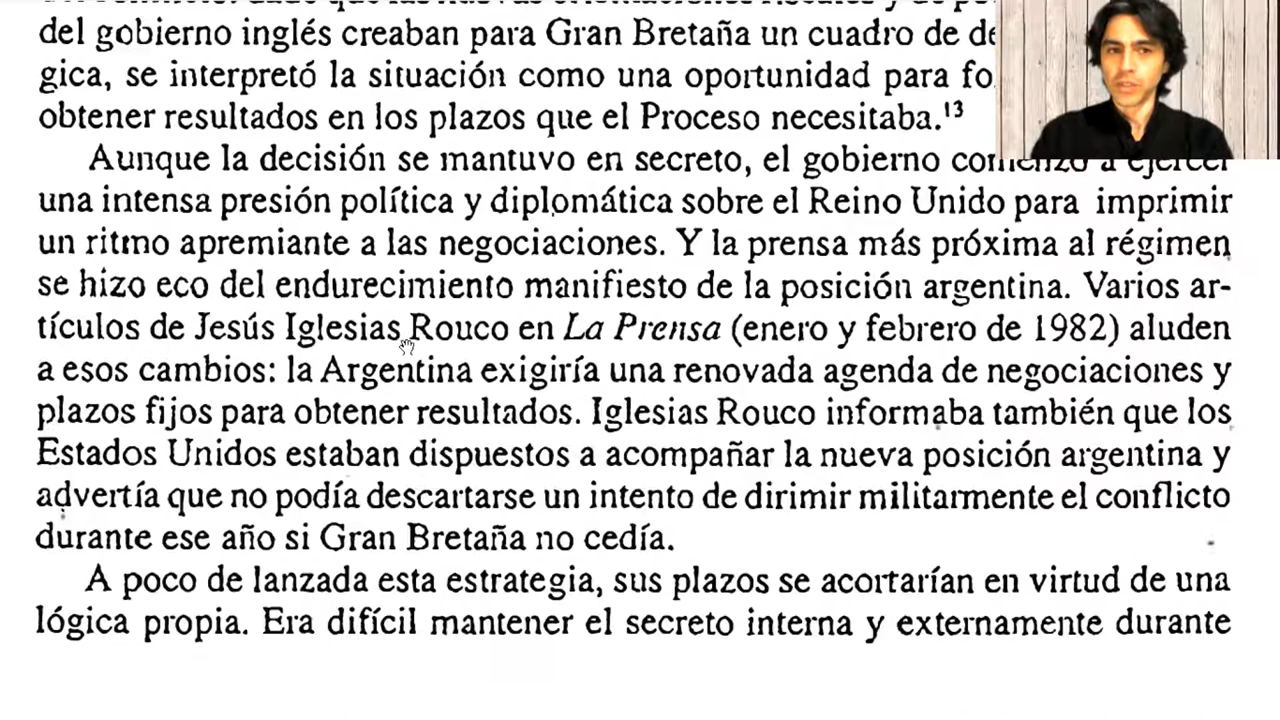 del gobierno inglés creaban para Gran Bretaña un cuadro de
gica, se interpretó la situación como una oportunidad para
obtener resultados en los plazos que el Proceso necesitaba.¹³
Aunque la decisión se mantuvo en secreto, el gobierno comenzó a ejercer
una intensa presión política y diplomática sobre el Reino Unido para imprimir
un ritmo apremiante a las negociaciones. Y la prensa más próxima al régimen
se hizo eco del endurecimiento manifiesto de la posición argentina. Varios ar-
tículos de Jesús Iglesias Rouco en La Prensa (enero y febrero de 1982) aluden
a esos cambios: la Argentina exigiría una renovada agenda de negociaciones y
plazos fijos para obtener resultados. Iglesias Rouco informaba también que los
Estados Unidos estaban dispuestos a acompañar la nueva posición argentina y
advertía que no podía descartarse un intento de dirimir militarmente el conflicto
durante ese año si Gran Bretaña no cedía.
A poco de lanzada esta estrategia, sus plazos se acortarían en virtud de una
lógica propia. Era difícil mantener el secreto interna y externamente durante